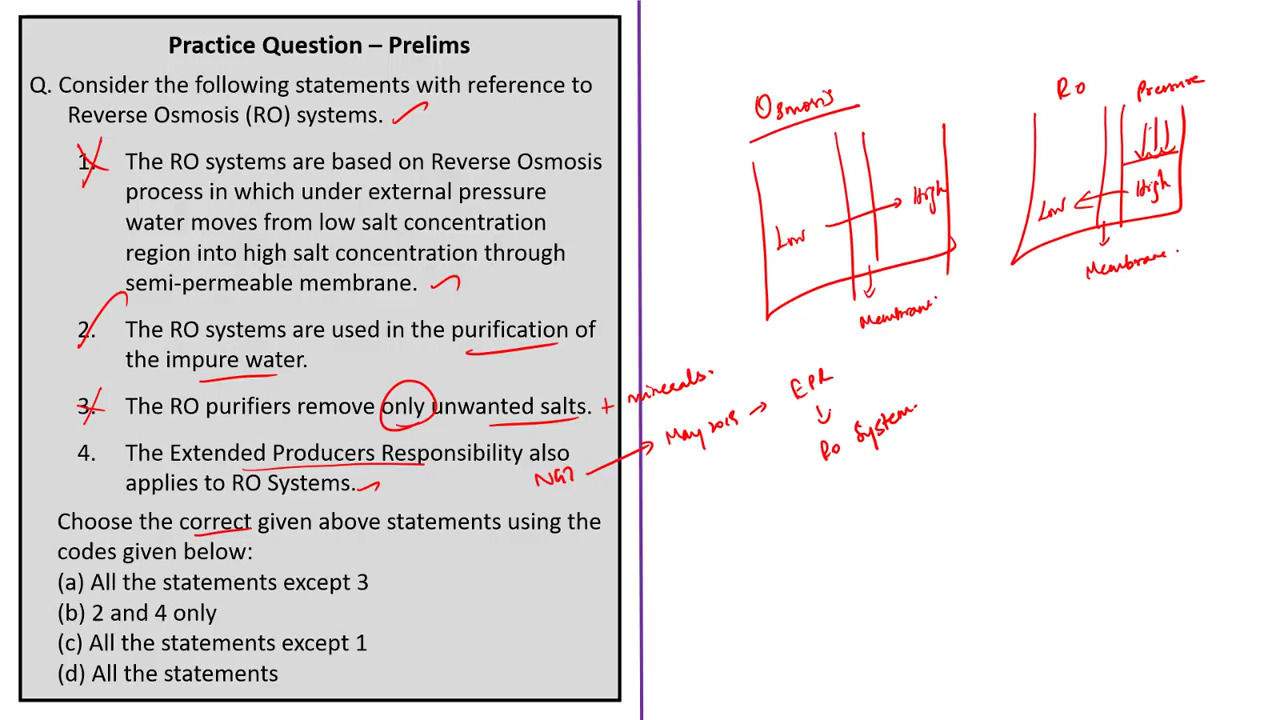 Practice Question – Prelims
Q. Consider the following statements with reference to
Reverse Osmosis (RO) systems.
1. The RO systems are based on Reverse Osmosis
process in which under external pressure
water moves from low salt concentration
region into high salt concentration through
semi-permeable membrane.
2. The RO systems are used in the purification of
the impure water.
3. The RO purifiers remove only unwanted salts. + minerals.
4. The Extended Producers Responsibility also
applies to RO Systems.
Choose the correct given above statements using the
codes given below:
(a) All the statements except 3
(b) 2 and 4 only
(c) All the statements except 1
(d) All the statements
Osmosis
Low
High
Membrane
RO
Pressure
Low
High
Membrane.
NGT
May 2019
EPR
RO System.